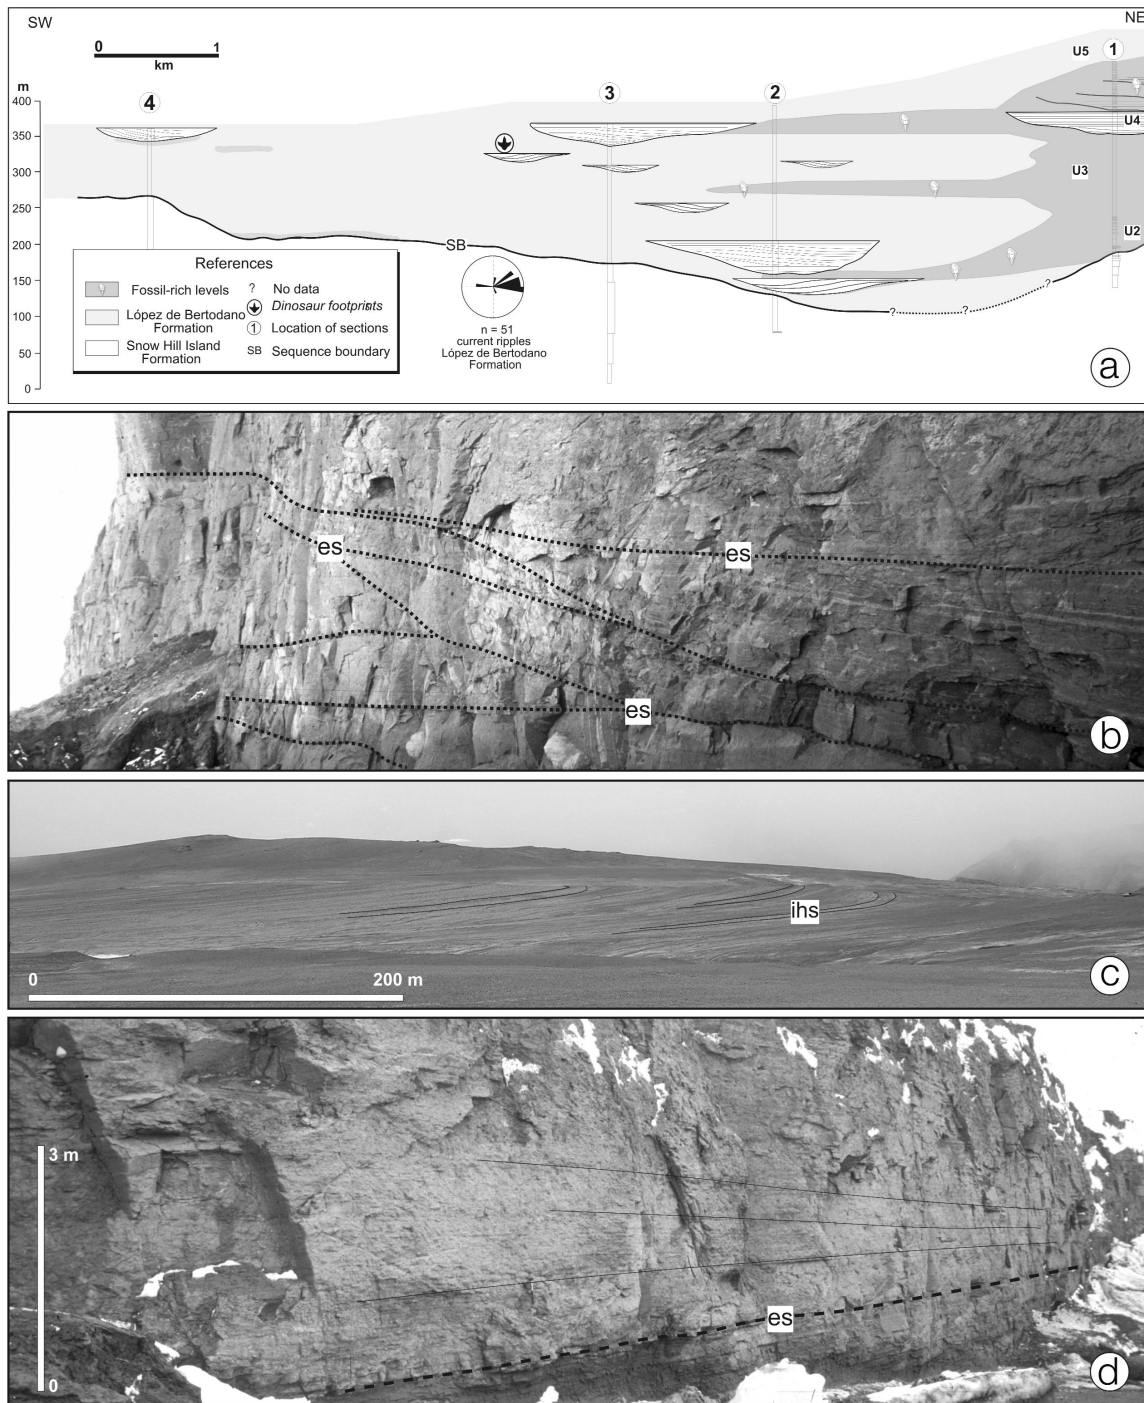 SW
NE
0 1
km
m
400
350
300
250
200
150
100
50
0
4
3
2
1
U5
U4
U3
U2
SB
? ? ?
References
Fossil-rich levels
López de Bertodano
Formation
Snow Hill Island
Formation
? No data
Dinosaur footprints
1 Location of sections
SB Sequence boundary
n = 51
current ripples
López de Bertodano
Formation
a
es
es
es
b
ihs
0 200 m
c
3 m
0
es
d